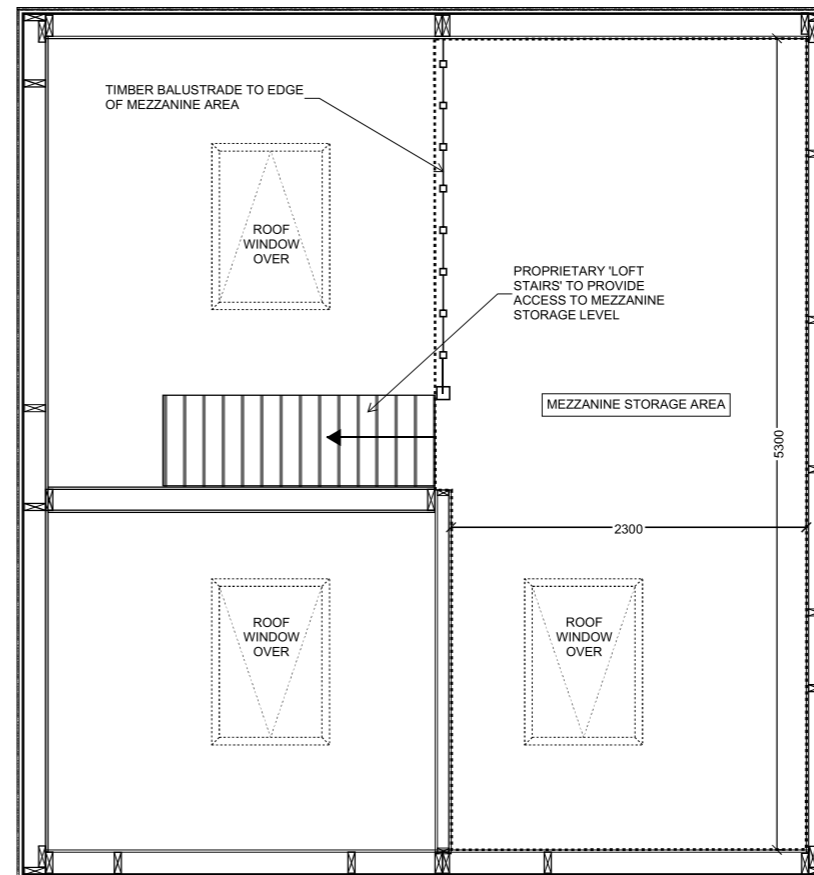 TIMBER BALUSTRADE TO EDGE
OF MEZZANINE AREA
ROOF
WINDOW
OVER
PROPRIETARY 'LOFT
STAIRS' TO PROVIDE
ACCESS TO MEZZANINE
STORAGE LEVEL
MEZZANINE STORAGE AREA
5300
2300
ROOF
WINDOW
OVER
ROOF
WINDOW
OVER